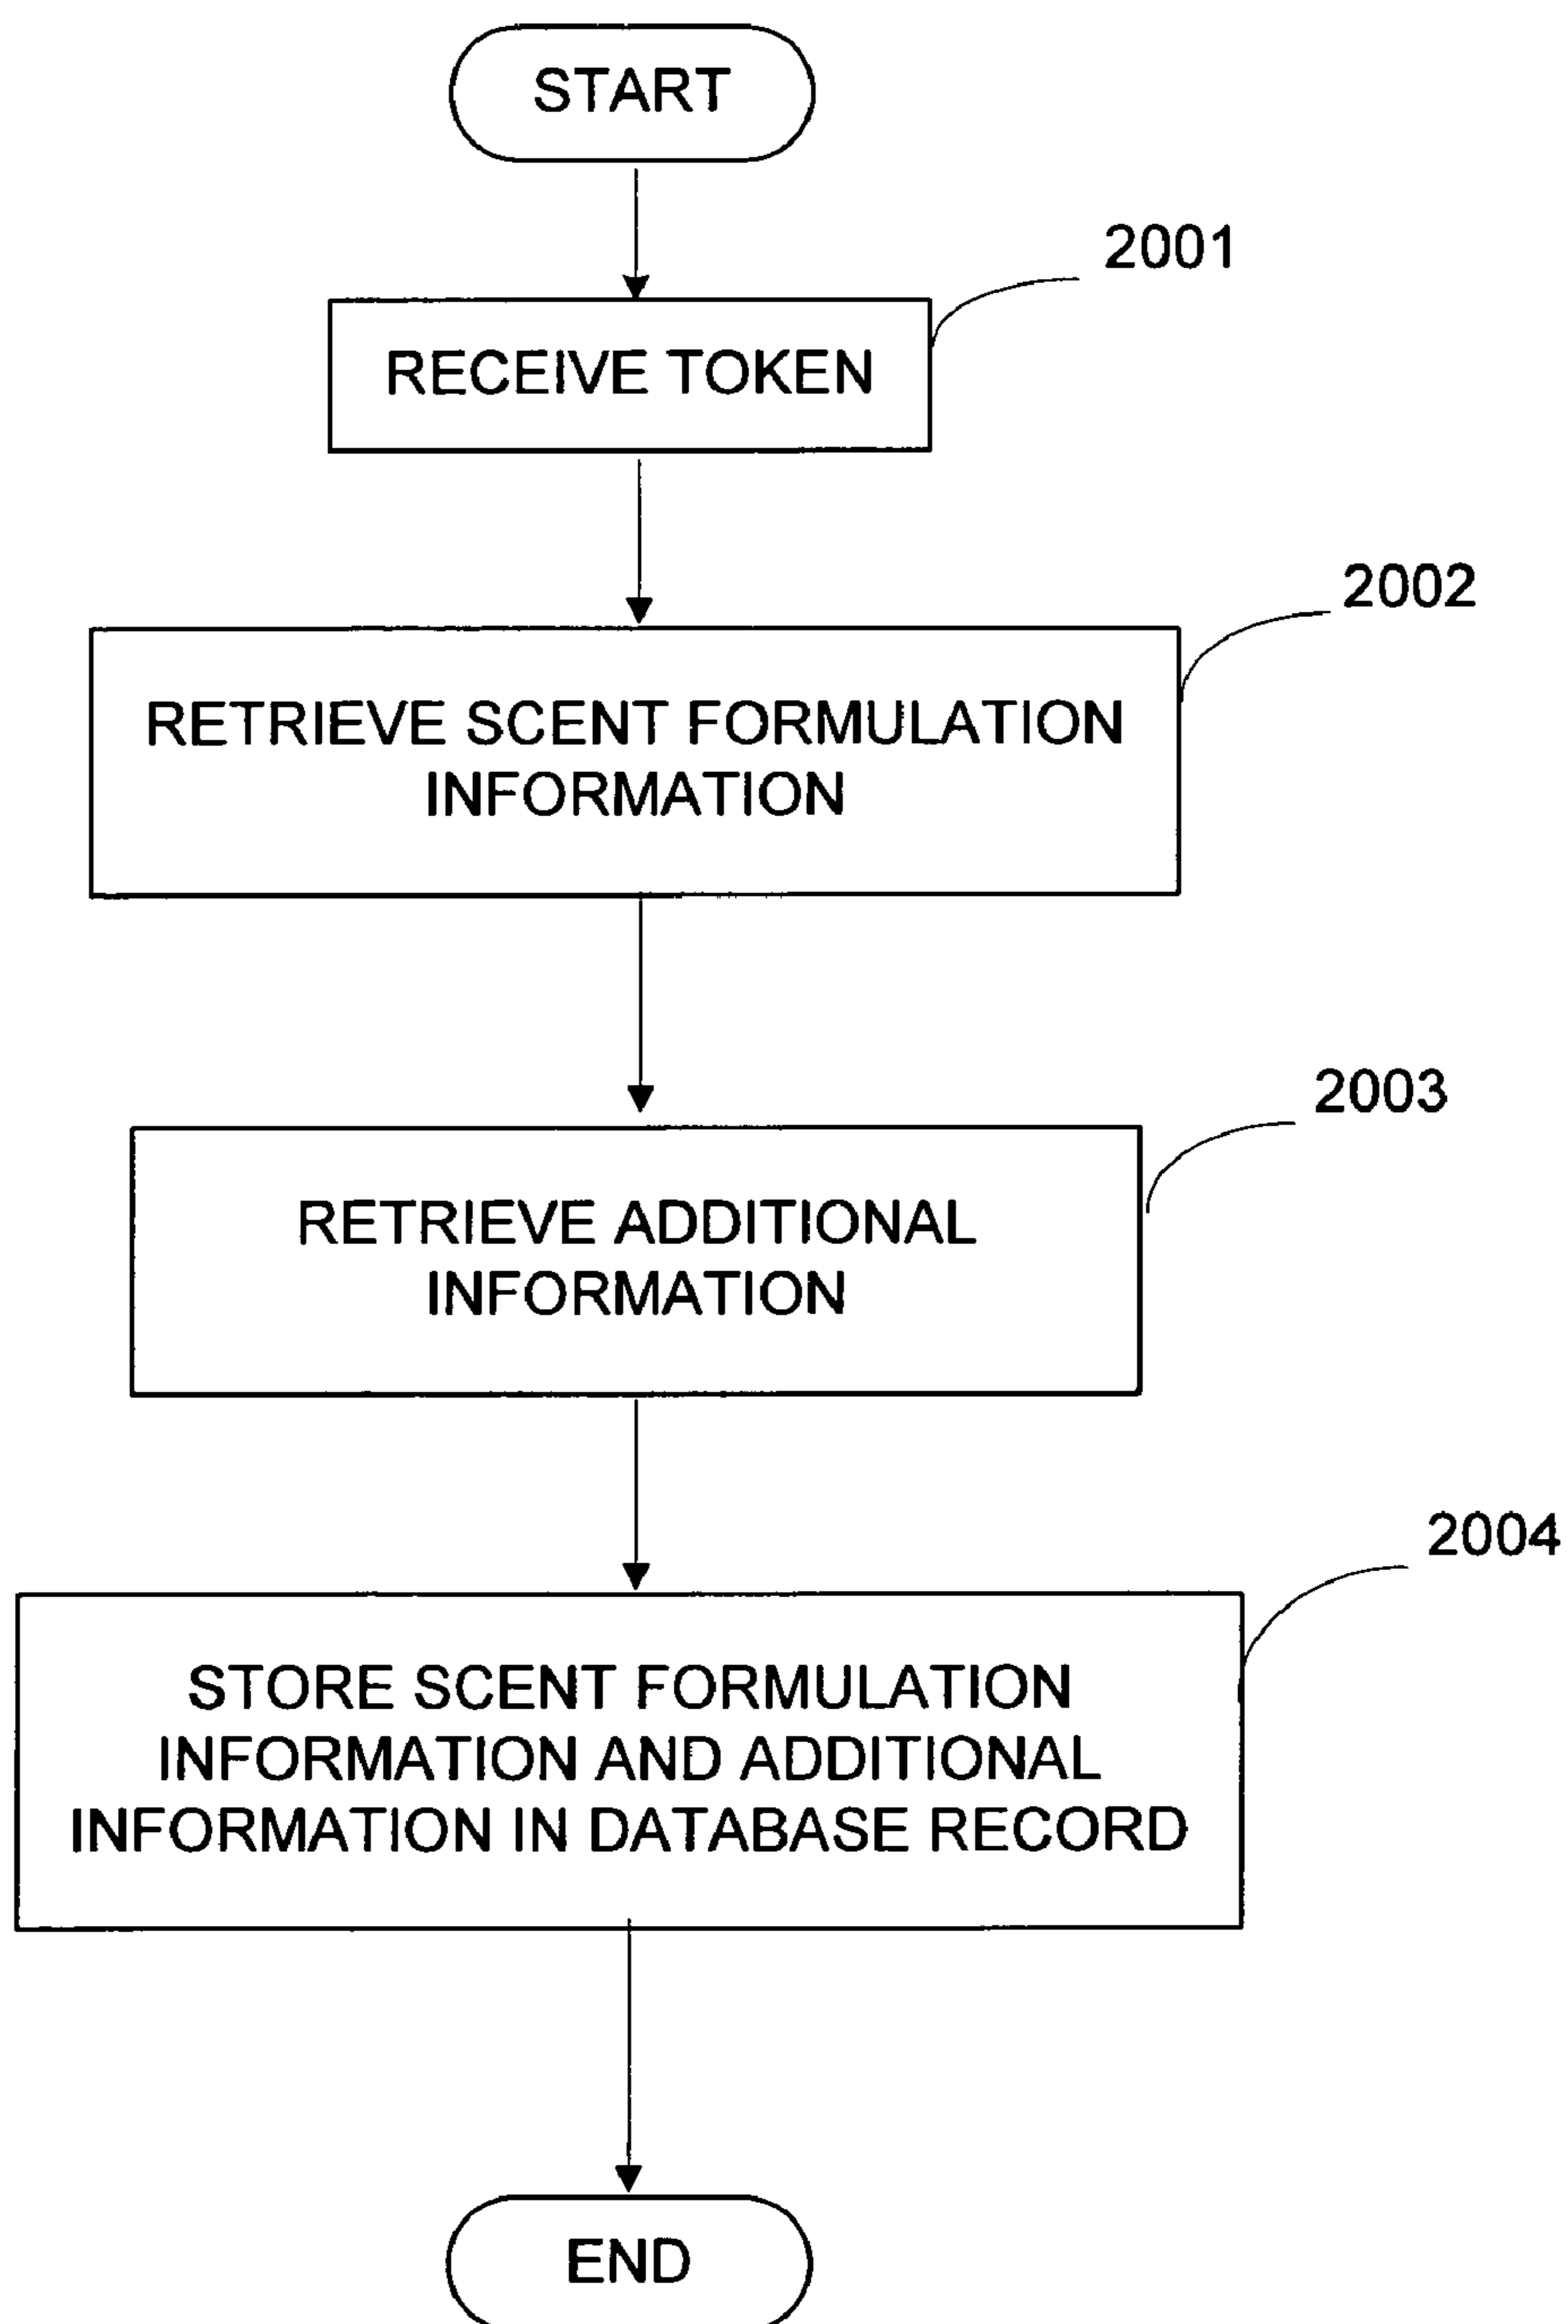 START
2001
RECEIVE TOKEN
2002
RETRIEVE SCENT FORMULATION
INFORMATION
2003
RETRIEVE ADDITIONAL
INFORMATION
2004
STORE SCENT FORMULATION
INFORMATION AND ADDITIONAL
INFORMATION IN DATABASE RECORD
END